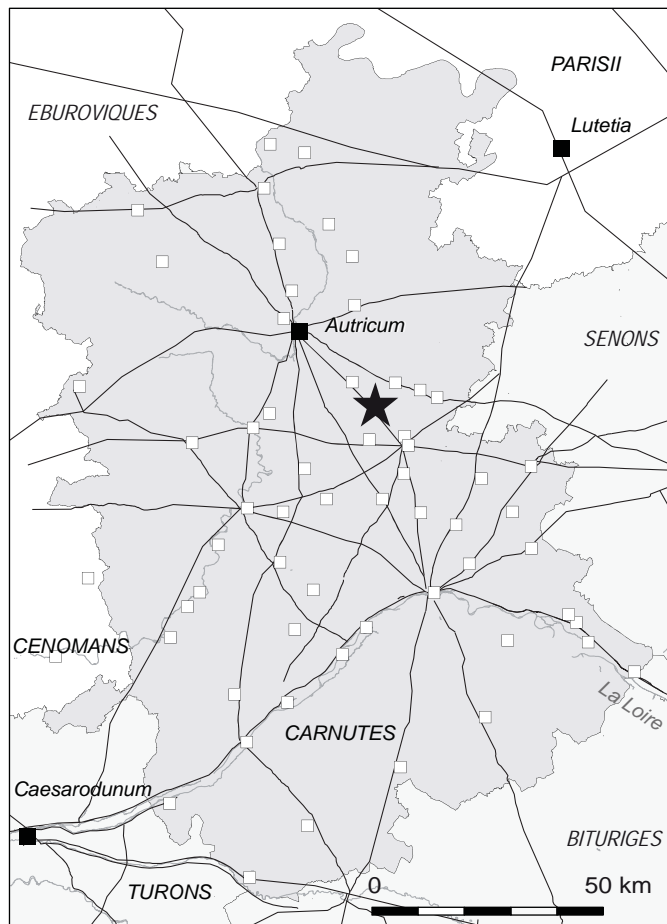 PARISII
EBUROVIQUES
Lutetia
Autricum
SENONS
CENOMANS
La Loire
CARNUTES
Caesarodunum
BITURIGES
TURONS
0 50 km